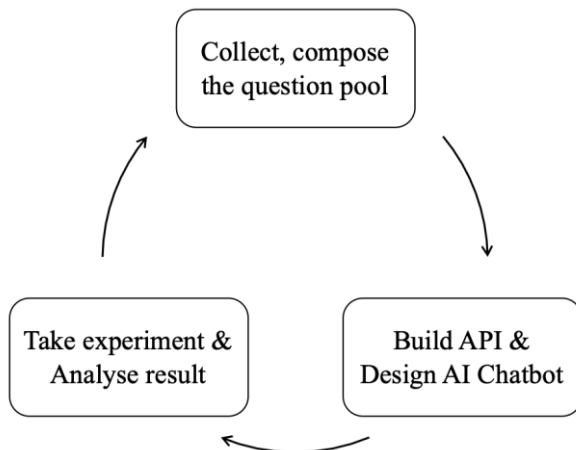 Collect, compose
the question pool
Take experiment &
Analyse result
Build API &
Design AI Chatbot